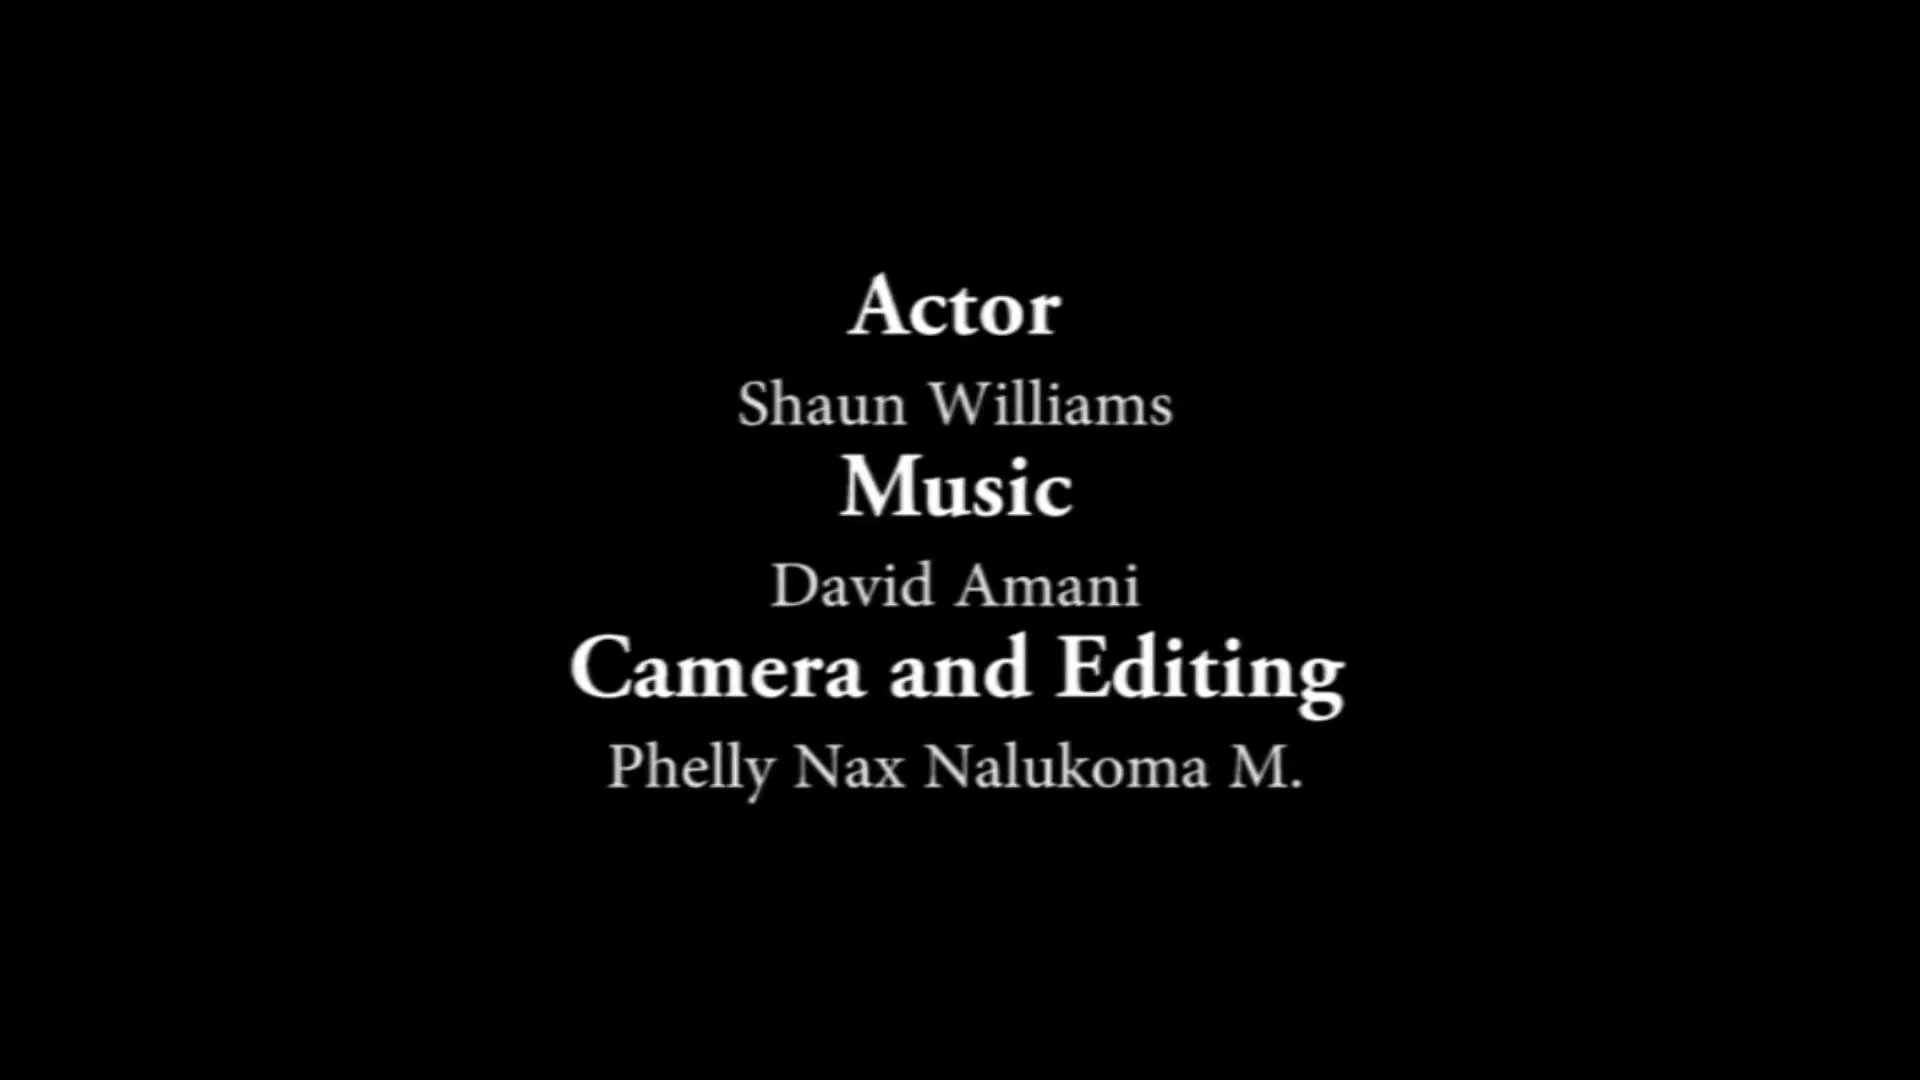 Actor
Shaun Williams
Music
David Amani
Camera and Editing
Phelly Nax Nalukoma M.